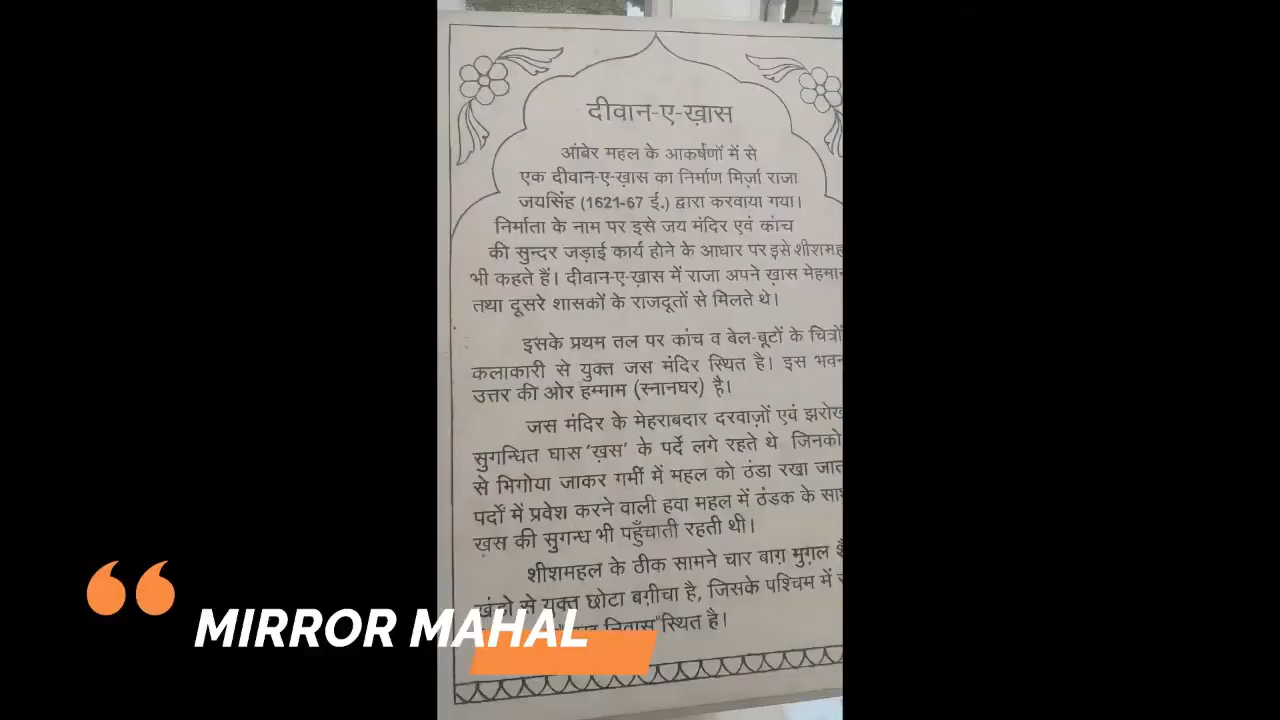 दीवान-ए-ख़ास
आंबेर महल के आकर्षणों में से
एक दीवान-ए-ख़ास का निर्माण मिर्ज़ा राजा
जयसिंह (1621-67 ई.) द्वारा करवाया गया।
निर्माता के नाम पर इसे जय मंदिर एवं कांच
की सुन्दर जड़ाई कार्य होने के आधार पर इसे
भी कहते हैं। दीवान-ए-ख़ास में राजा अपने ख़ास
तथा दूसरे शासकों के राजदूतों से मिलते थे।
इसके प्रथम तल पर कांच व बेल-बूटों के चित्रों
कलाकारी से युक्त जस मंदिर स्थित है। इस भवन
उत्तर की ओर हम्माम (स्नानघर) है।
जस मंदिर के मेहराबदार दरवाज़ों एवं
सुगन्धित घास 'ख़स' के पर्दे लगे रहते थे जिनको
से भिगोया जाकर गर्मी में महल को ठंडा रखा
पर्दों में प्रवेश करने वाली हवा महल में ठंडक के
ख़स की सुगन्ध भी पहुँचाती रहती थी।
शीशमहल के ठीक सामने चार बाग़ मुग़ल
से युक्त छोटा बग़ीचा है, जिसके पश्चिम में
निवास" स्थित है।
MIRROR MAHAL